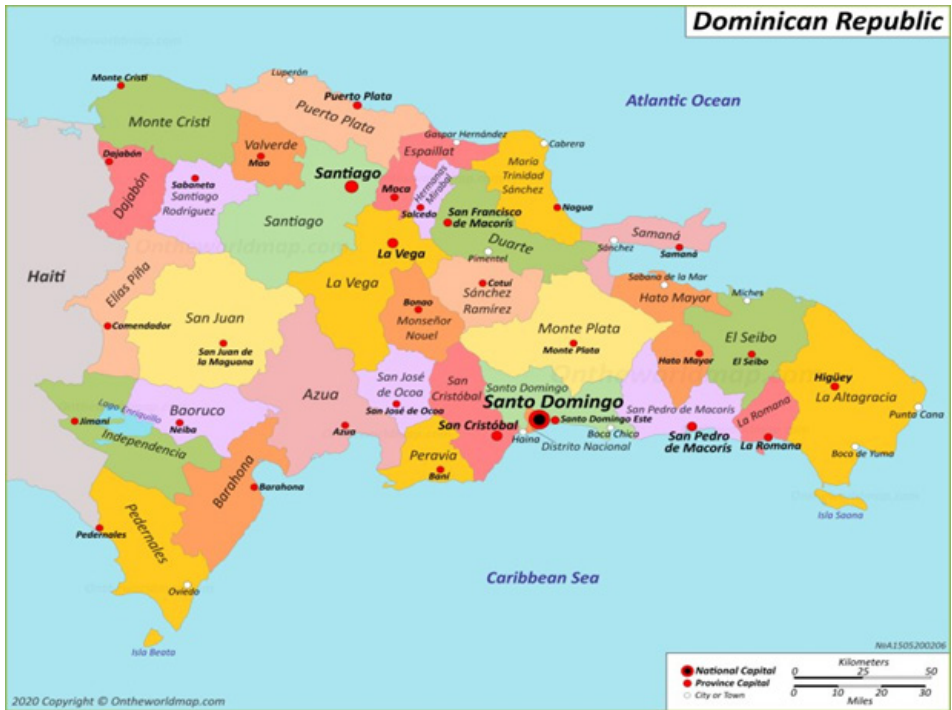 Dominican Republic
Ontheworldmap.com
Atlantic Ocean
Monte Cristi
Luperón
Puerto Plata
Puerto Plata
Monte Cristi
Gaspar Hernández
Cabrera
Valverde
Mao
Espaillat
María
Trinidad
Sánchez
Dajabón
Dajabón
Sabaneta
Santiago
Rodríguez
Santiago
Santiago
Moca
Hermanas
Mirabal
Salcedo
San Francisco
de Macorís
Nagua
Duarte
Pimentel
Samaná
Samaná
Sánchez
Ontheworldmap.com
Haiti
Elías Piña
La Vega
La Vega
Cotuí
Sánchez
Ramírez
Sabana de la Mar
Hato Mayor
Miches
Comendador
San Juan
San Juan de
la Maguana
Bonao
Monseñor
Nouel
Monte Plata
Monte Plata
Hato Mayor
El Seibo
El Seibo
Azua
Azua
San José
de Ocoa
San José de Ocoa
San
Cristóbal
San Cristóbal
Santo Domingo
Santo Domingo
Santo Domingo Este
Haina
Boca Chica
Distrito Nacional
San Pedro de Macorís
San Pedro
de Macorís
La Romana
La Romana
Higüey
La Altagracia
Punta Cana
Boca de Yuma
Lago Enriquillo
Jimaní
Baoruco
Neiba
Independencia
Barahona
Barahona
Peravia
Baní
Pedernales
Pedernales
Oviedo
Isla Saona
Isla Beata
Caribbean Sea
NšA1505200206
National Capital
Province Capital
City or Town
Kilometers
0 25 50
0 10 20 30
Miles
2020 Copyright © Ontheworldmap.com